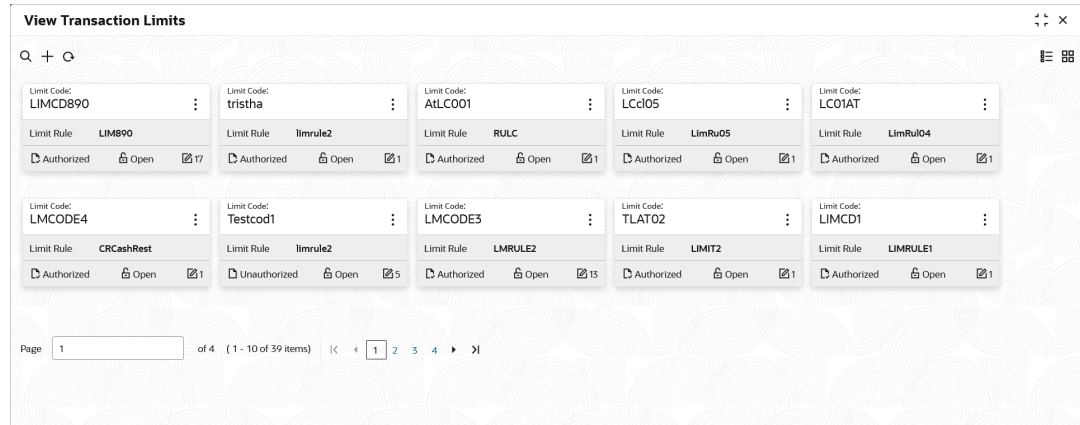 View Transaction Limits
Limit Code:
LIMCD890
Limit Rule LIM890
Authorized Open 17
Limit Code:
tristha
Limit Rule limrule2
Authorized Open 1
Limit Code:
AtLC001
Limit Rule RULC
Authorized Open 1
Limit Code:
LCcl05
Limit Rule LimRu05
Authorized Open 1
Limit Code:
LC01AT
Limit Rule LimRul04
Authorized Open 1
Limit Code:
LMCODE4
Limit Rule CRCashRest
Authorized Open 1
Limit Code:
Testcod1
Limit Rule limrule2
Unauthorized Open 5
Limit Code:
LMCODE3
Limit Rule LMRULE2
Authorized Open 13
Limit Code:
TLAT02
Limit Rule LIMIT2
Authorized Open 1
Limit Code:
LIMCD1
Limit Rule LIMRULE1
Authorized Open 1
Page 1 of 4 ( 1 - 10 of 39 items) 1 2 3 4